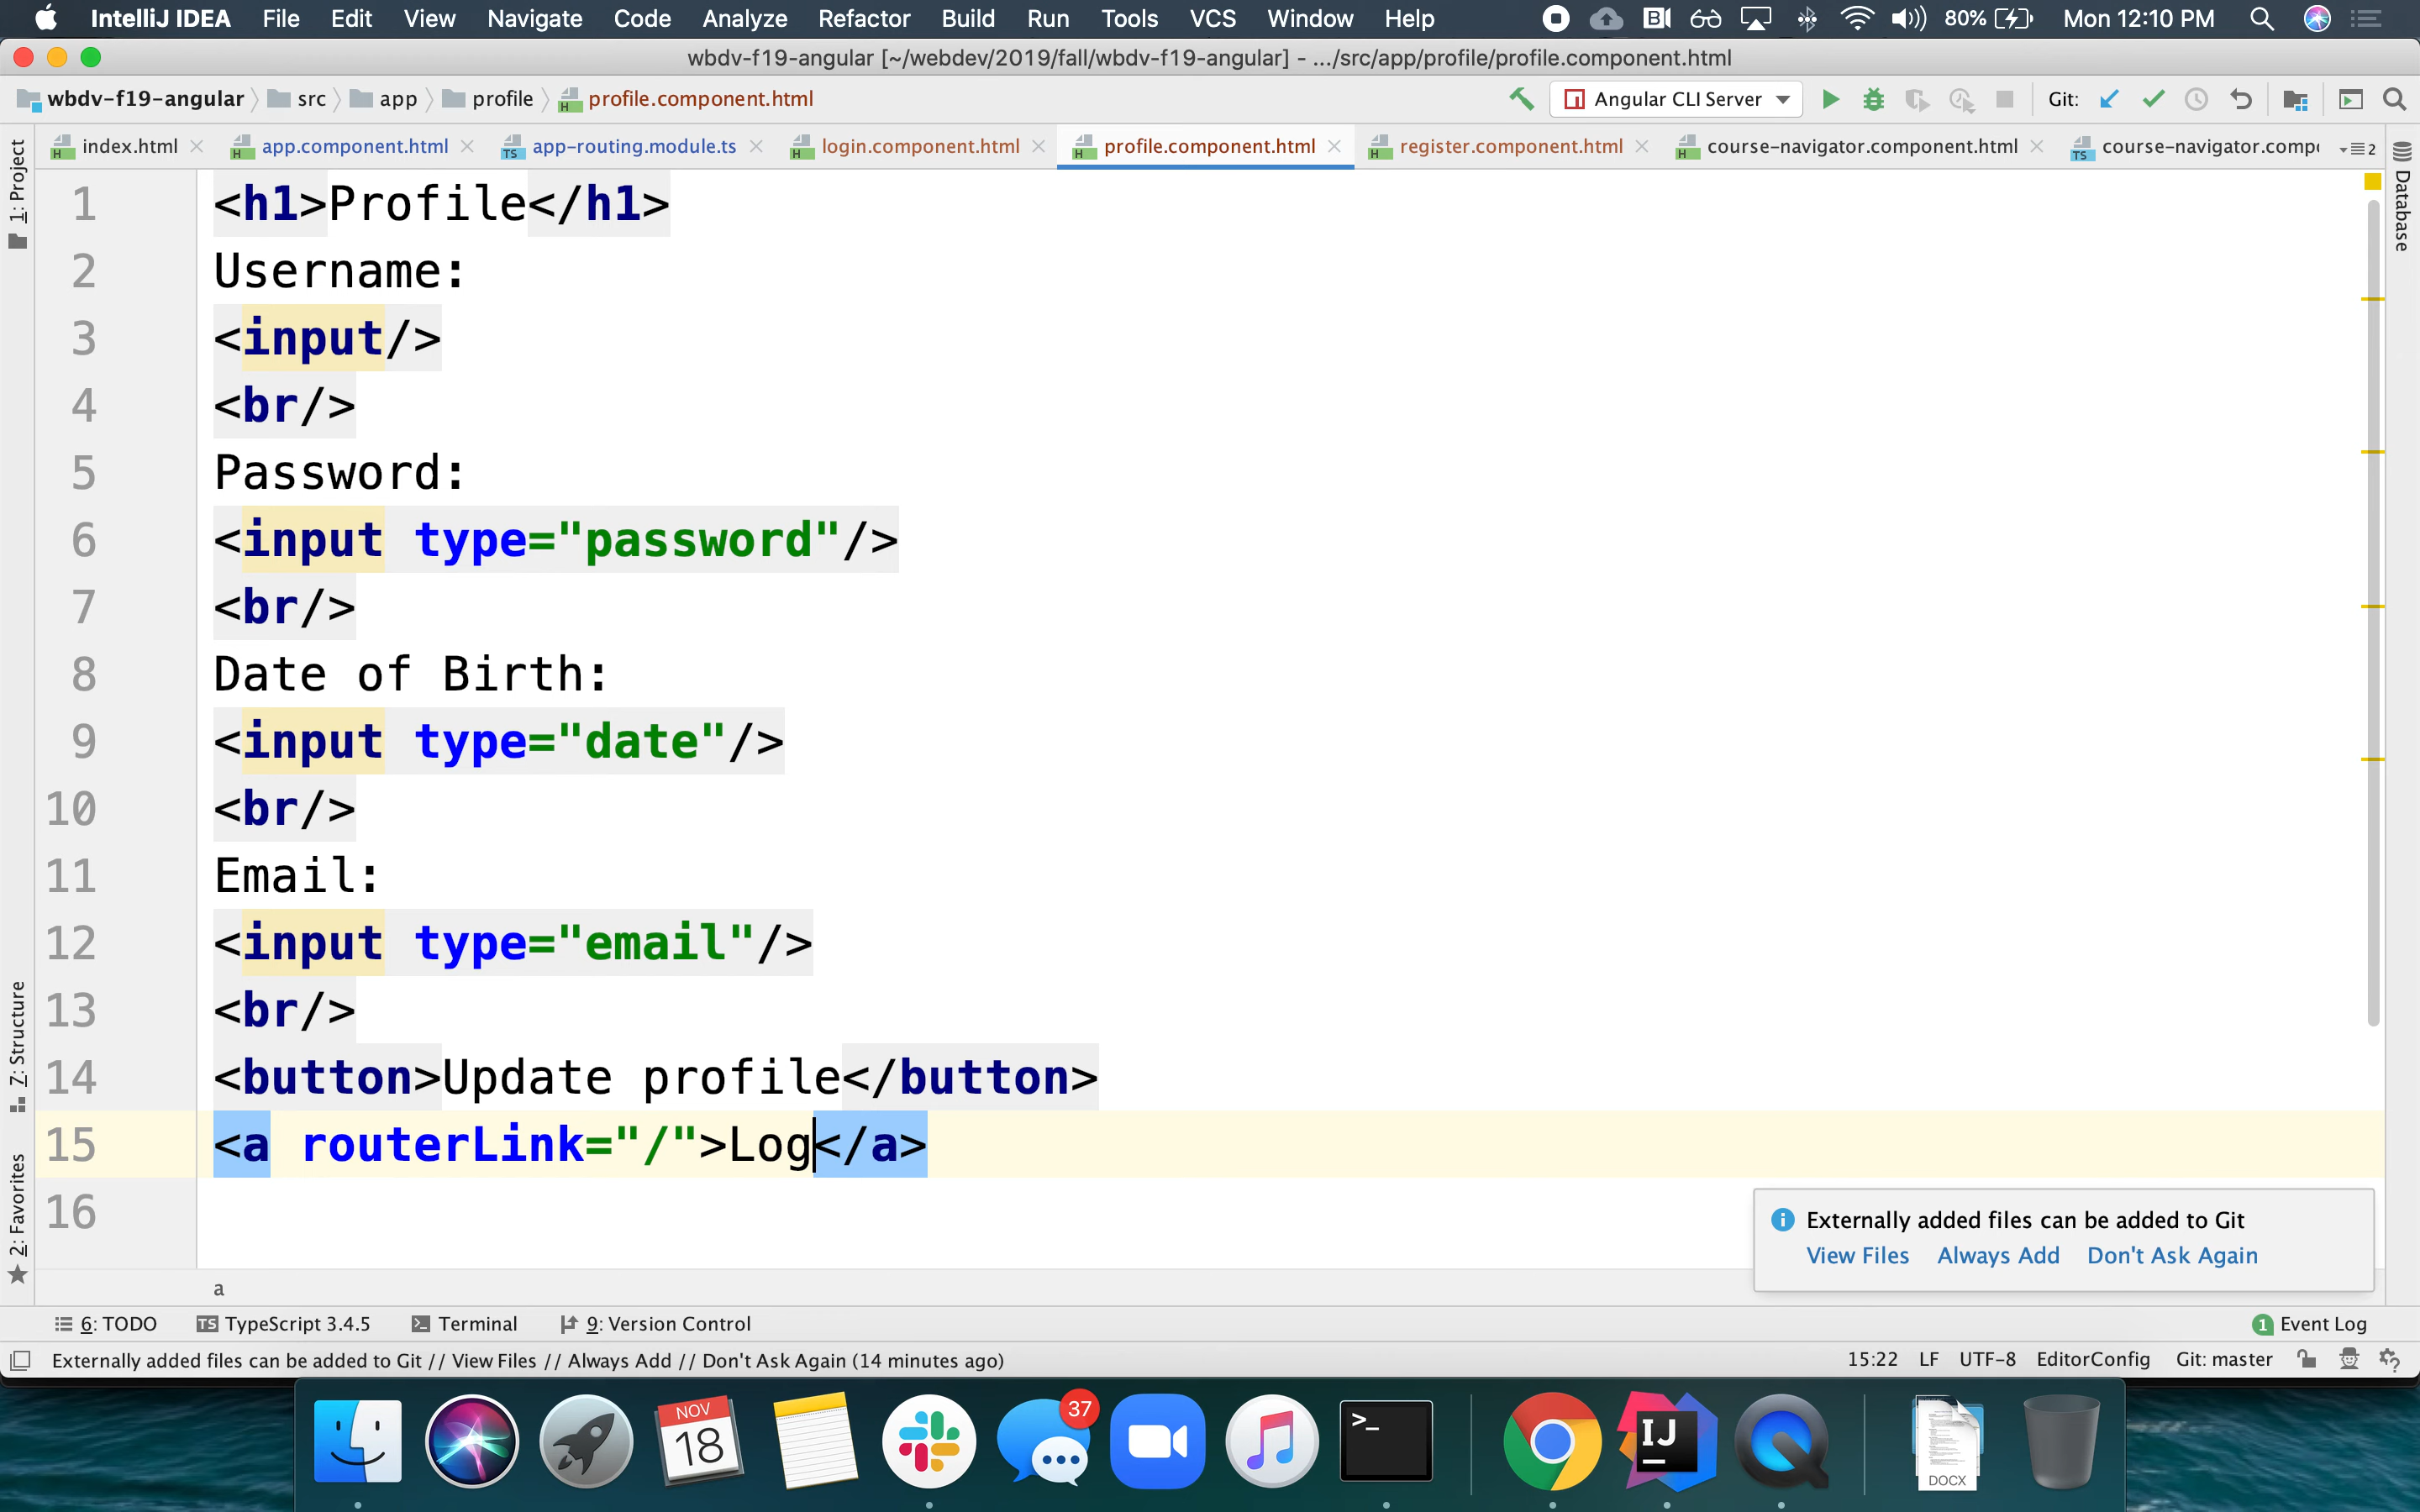 IntelliJ IDEA File Edit View Navigate Code Analyze Refactor Build Run Tools VCS Window Help 80% Mon 12:10 PM
wbdv-f19-angular [~/webdev/2019/fall/wbdv-f19-angular] - .../src/app/profile/profile.component.html
wbdv-f19-angular src app profile profile.component.html Angular CLI Server Git:
index.html app.component.html app-routing.module.ts login.component.html profile.component.html register.component.html course-navigator.component.html course-navigator.comp 2
1: Project
Database
1 <h1>Profile</h1>
2 Username:
3 <input/>
4 <br/>
5 Password:
6 <input type="password"/>
7 <br/>
8 Date of Birth:
9 <input type="date"/>
10 <br/>
11 Email:
12 <input type="email"/>
13 <br/>
14 <button>Update profile</button>
15 <a routerLink="/">Log</a>
16
7: Structure
2: Favorites
Externally added files can be added to Git
View Files Always Add Don't Ask Again
a
6: TODO TypeScript 3.4.5 Terminal 9: Version Control 1 Event Log
Externally added files can be added to Git // View Files // Always Add // Don't Ask Again (14 minutes ago) 15:22 LF UTF-8 EditorConfig Git: master
NOV
18
37
>_
IJ
DOCX